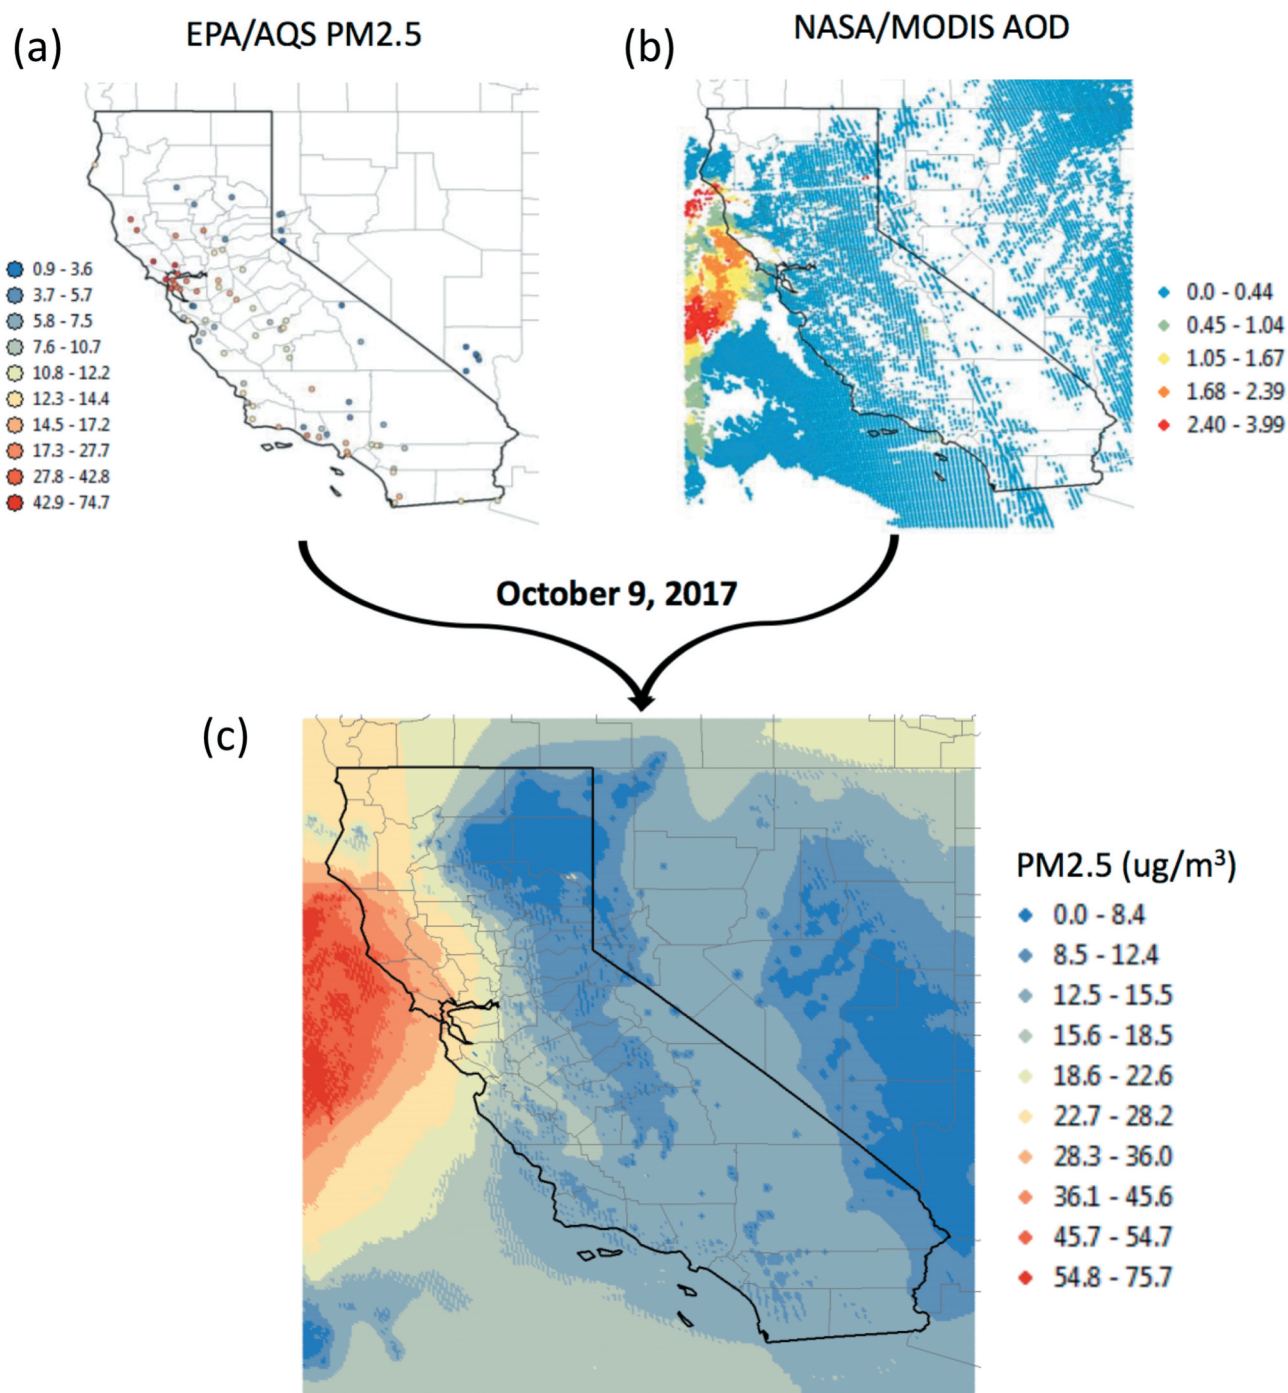 (a)
EPA/AQS PM2.5
0.9 - 3.6
3.7 - 5.7
5.8 - 7.5
7.6 - 10.7
10.8 - 12.2
12.3 - 14.4
14.5 - 17.2
17.3 - 27.7
27.8 - 42.8
42.9 - 74.7
(b)
NASA/MODIS AOD
0.0 - 0.44
0.45 - 1.04
1.05 - 1.67
1.68 - 2.39
2.40 - 3.99
October 9, 2017
(c)
PM2.5 (ug/m³)
0.0 - 8.4
8.5 - 12.4
12.5 - 15.5
15.6 - 18.5
18.6 - 22.6
22.7 - 28.2
28.3 - 36.0
36.1 - 45.6
45.7 - 54.7
54.8 - 75.7